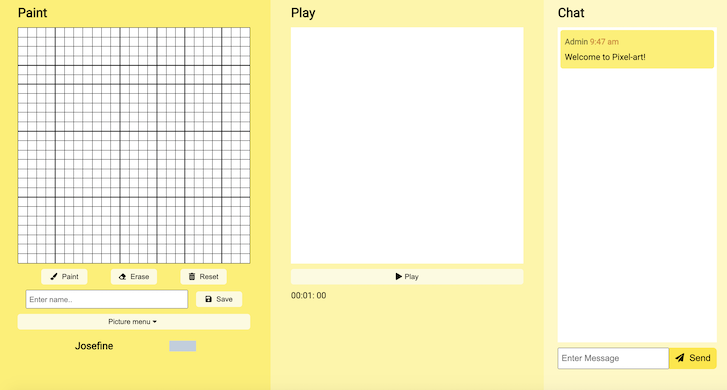 Paint
Paint
Erase
Reset
Enter name..
Save
Picture menu
Josefine
Play
Play
00:01: 00
Chat
Admin 9:47 am
Welcome to Pixel-art!
Enter Message
Send